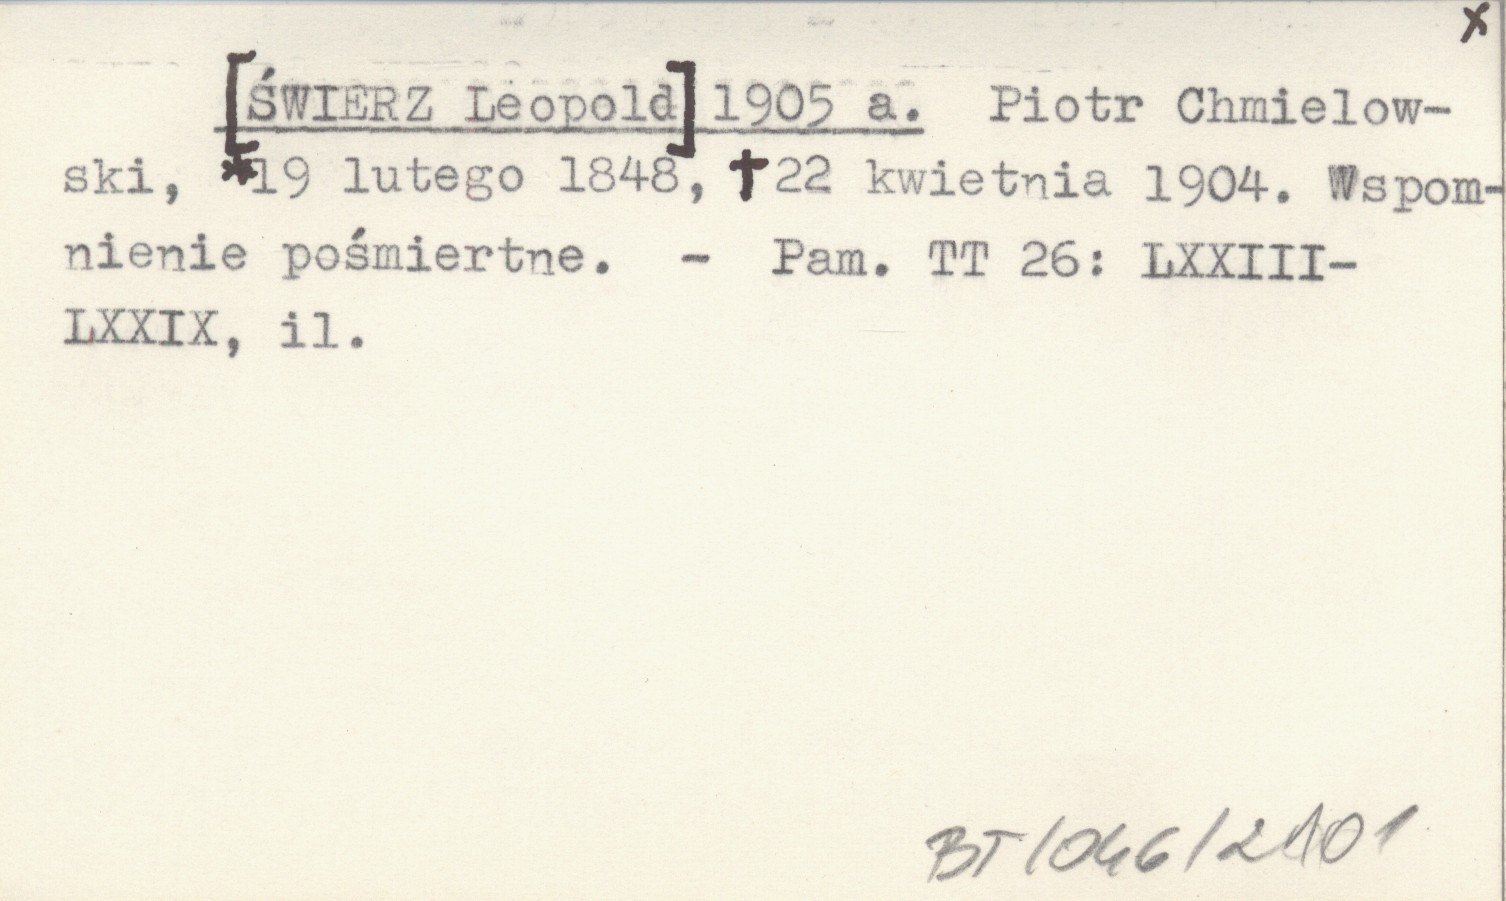 x
[ŚWIERZ Leopold] 1905 a. Piotr Chmielow-
ski, *19 lutego 1848, †22 kwietnia 1904. Wspom-
nienie pośmiertne. - Pam. TT 26: LXXIII-
LXXIX, il.
BT/046/2101